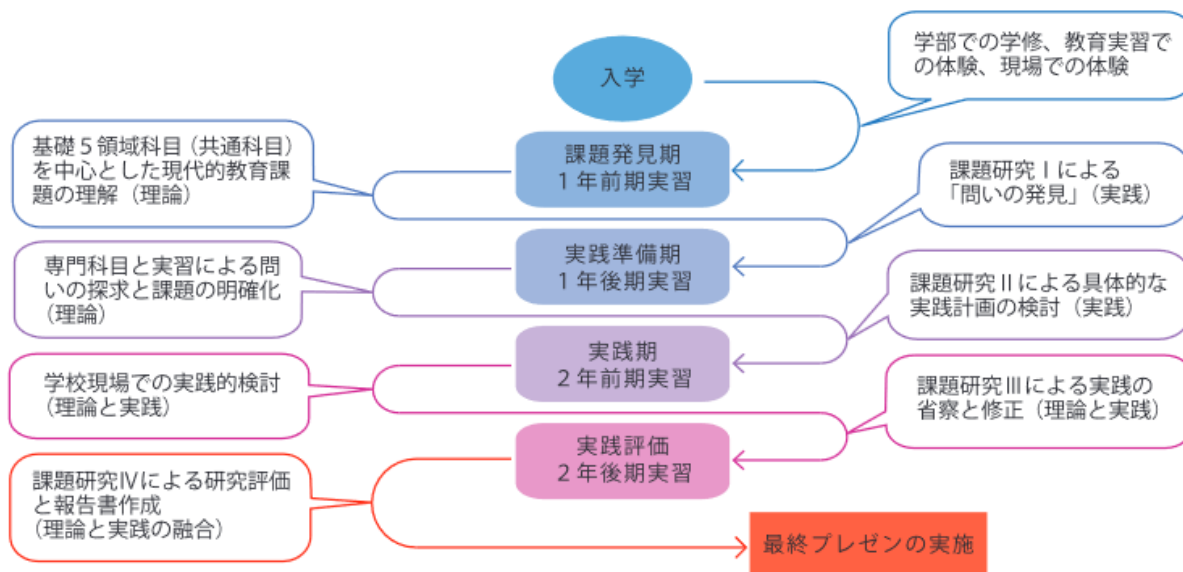 入学
学部での学修、教育実習で
の体験、現場での体験
課題発見期
1年前期実習
基礎5領域科目（共通科目）
を中心とした現代的教育課
題の理解（理論）
課題研究Ⅰによる
「問いの発見」（実践）
実践準備期
1年後期実習
専門科目と実習による問
いの探求と課題の明確化
（理論）
課題研究Ⅱによる具体的な
実践計画の検討（実践）
実践期
2年前期実習
学校現場での実践的検討
（理論と実践）
課題研究Ⅲによる実践の
省察と修正（理論と実践）
実践評価
2年後期実習
課題研究Ⅳによる研究評価
と報告書作成
（理論と実践の融合）
最終プレゼンの実施